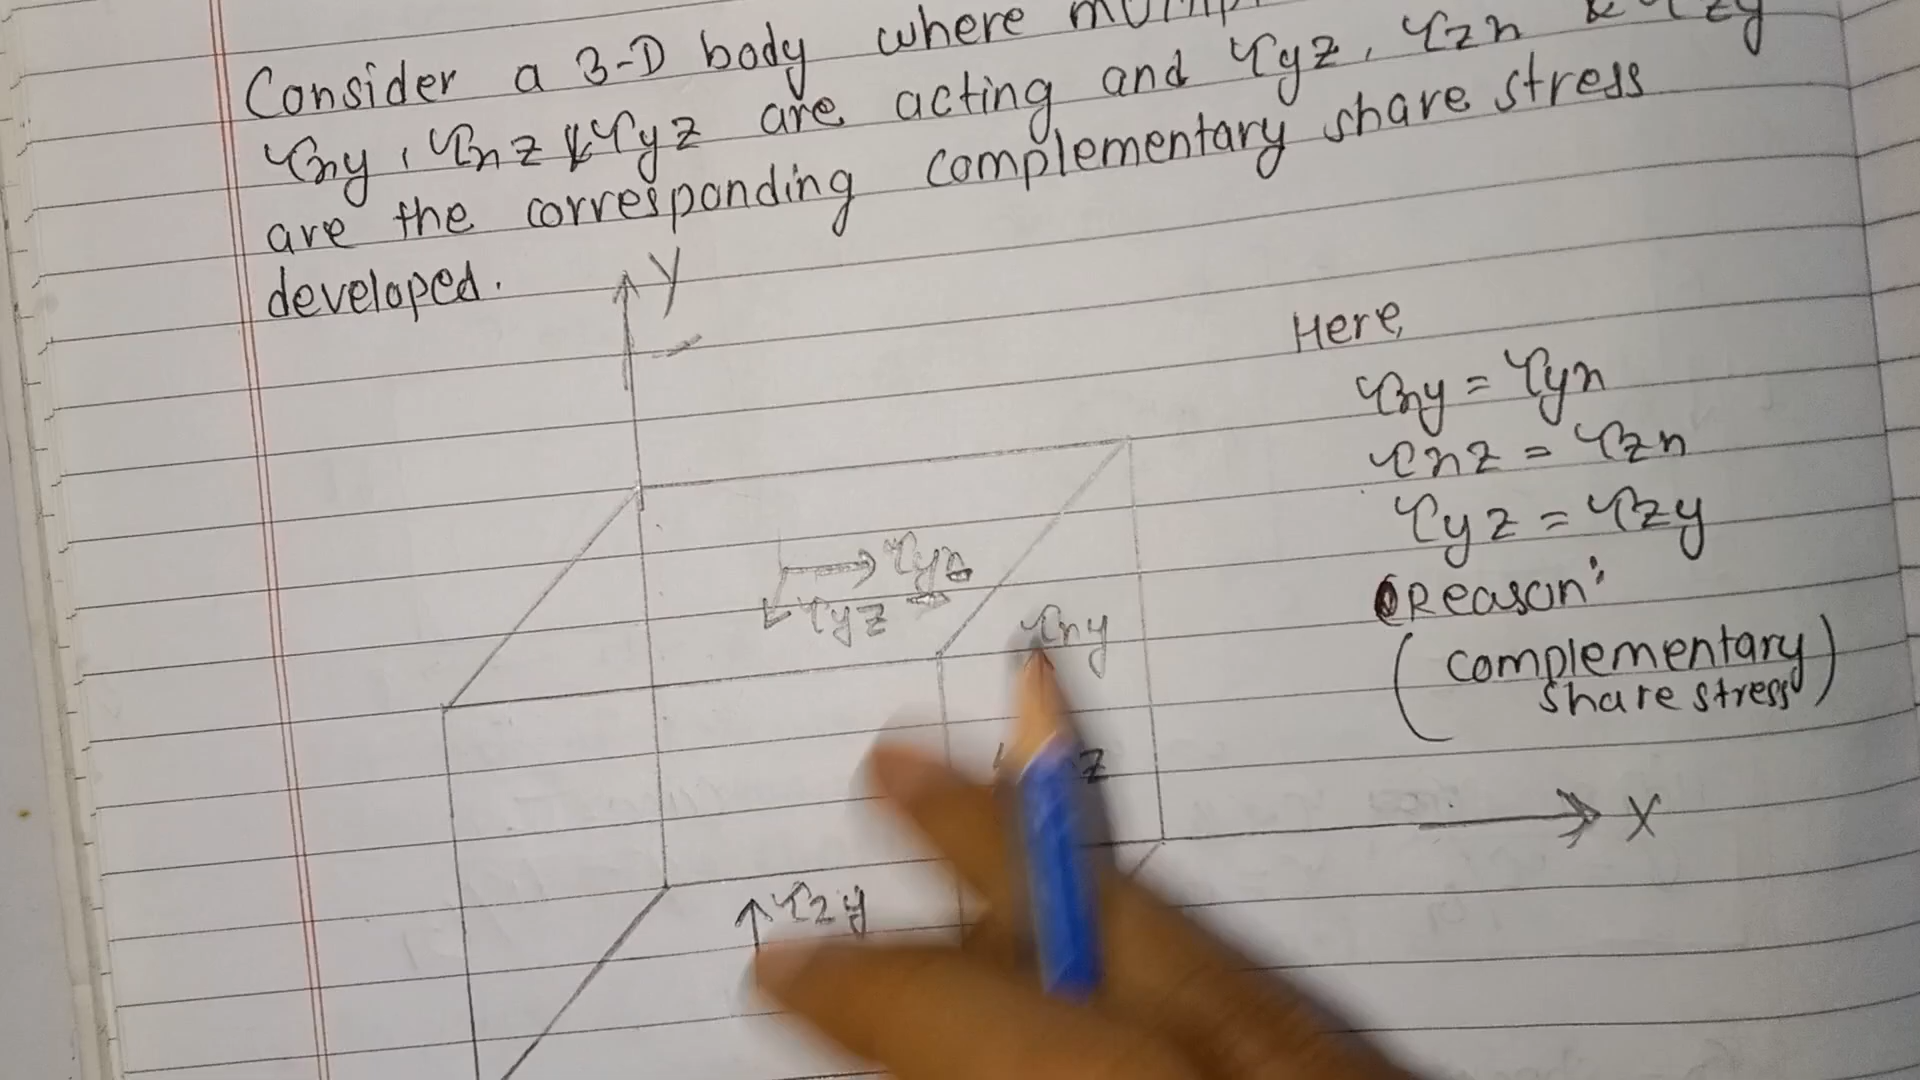 Consider a 3-D body where
τxy, τxz & τyz are acting and τyz, τzx & τzy
are the corresponding complementary share stress
developed.
Y
Here,
τxy = τyx
τxz = τzx
τyz = τzy
Reason:
(complementary
share stress)
τyx
τyz
τxy
z
X
τzy